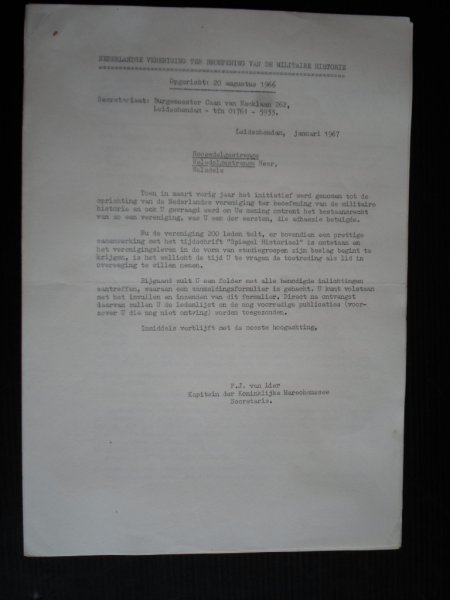 NEDERLANDSE VERENIGING TER BEOEFENING VAN DE MILITAIRE HISTORIE
Opgericht: 20 augustus 1966
Secretariaat: Burgemeester Caan van Necklaan 262,
Leidschendam - tfn 01761 - 5933.
Leidschendam, januari 1967
Hoogedelgestrenge
Weledelgestrenge Heer,
Weledele
Toen in maart vorig jaar het initiatief werd genomen tot de
oprichting van de Nederlandse vereniging ter beoefening van de militaire
historie en ook U gevraagd werd om Uw mening omtrent het bestaansrecht
van zo een vereniging, was U een der eersten, die adhaesie betuigde.
Nu de vereniging 200 leden telt, er bovendien een prettige
samenwerking met het tijdschrift "Spiegel Historiael" is ontstaan en
het verenigingsleven in de vorm van studiegroepen zijn beslag begint te
krijgen, is het wellicht de tijd U te vragen de toetreding als lid in
overweging te willen nemen.
Bijgaand vult U een folder met alle benodigde inlichtingen
aantreffen, waaraan een aanmeldingsformulier is gehecht. U kunt volstaan
met het invullen en inzenden van dit formulier. Direct na ontvangst
daarvan zullen U de ledenlijst en de nog voorradige publicaties (voor-
zover U die nog niet ontving) worden toegezonden.
Inmiddels verblijft met de meeste hoogachting,
F.J. van Lier
Kapitein der Koninklijke Marechaussee
Secretaris.